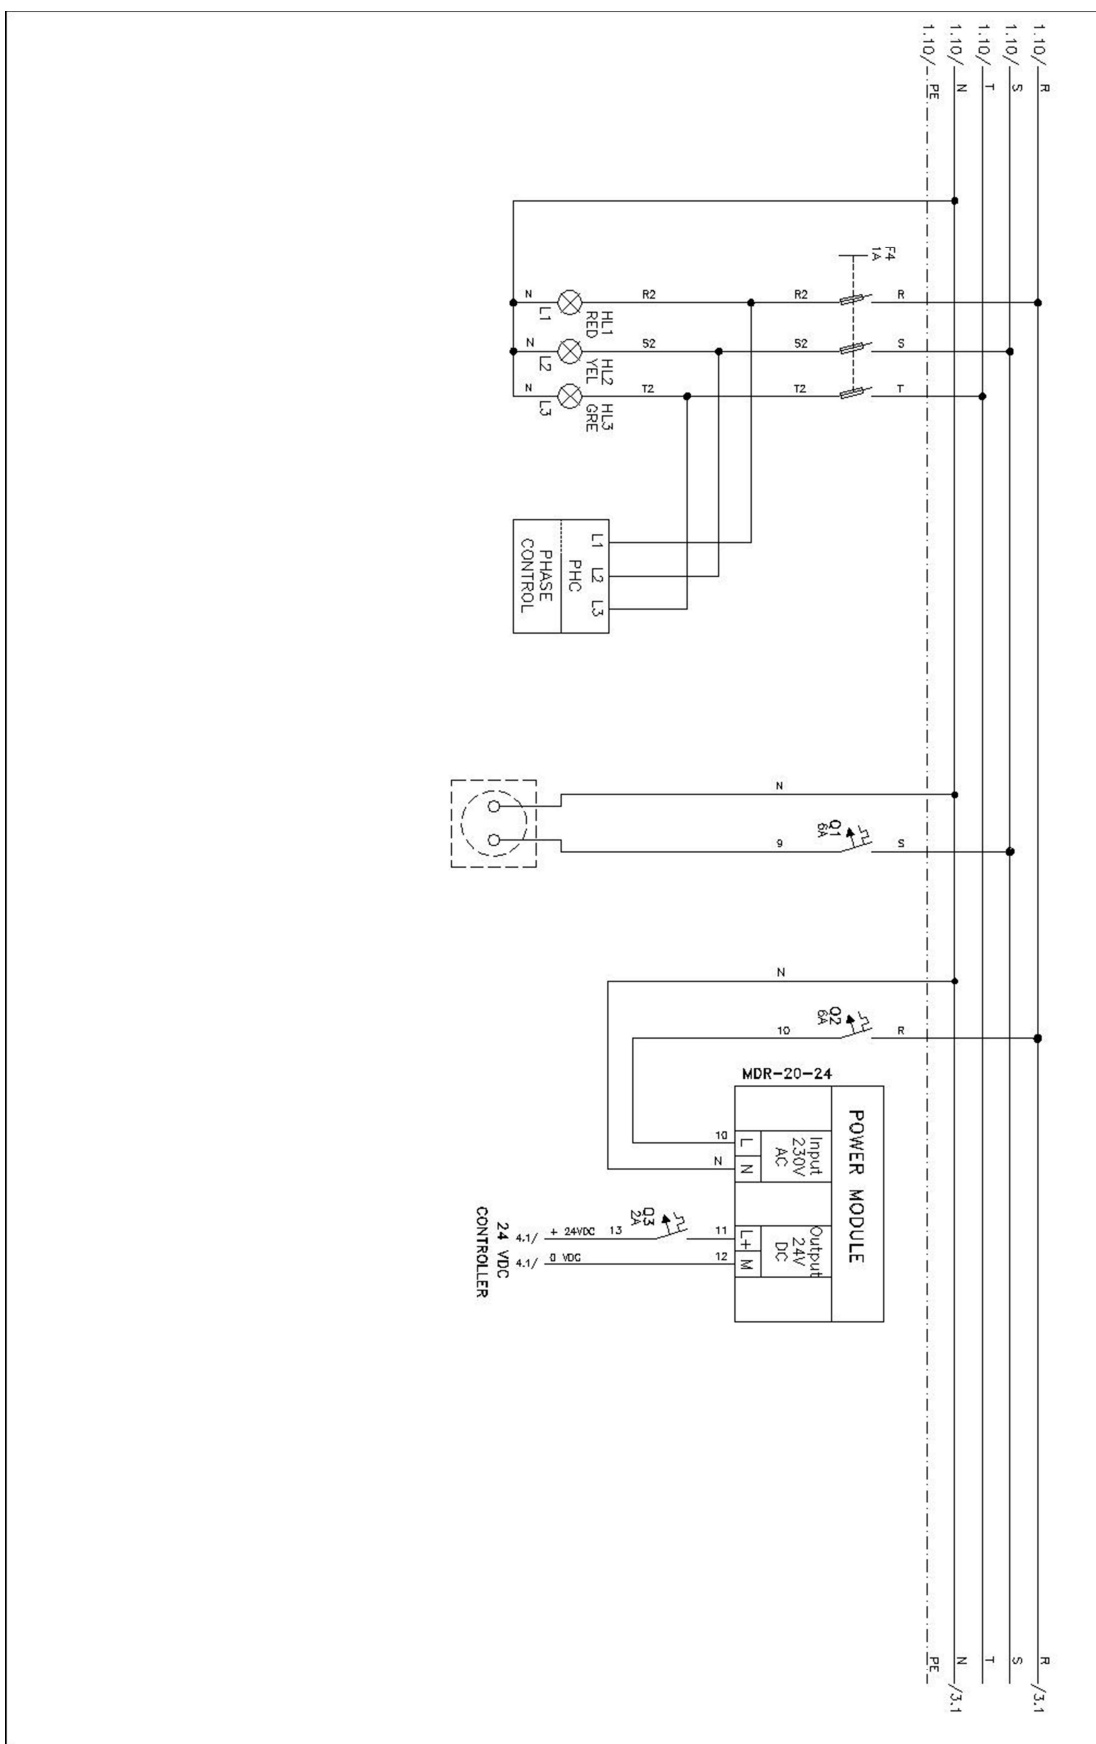 1.10/ R
1.10/ S
1.10/ T
1.10/ N
1.10/ PE
F4
1A
R
S
T
R2
S2
T2
R2
S2
T2
HL1
RED
HL2
YEL
HL3
GRE
N
L1
N
L2
N
L3
L1 L2 L3
PHC
PHASE
CONTROL
N
S
Q1
6A
9
N
R
Q2
6A
10
MDR-20-24
POWER MODULE
Input
230V
AC
L N
10
N
Output
24V
DC
L+ M
11
12
Q3
2A
13
+ 24VDC
4.1/
0 VDC
4.1/
24 VDC
CONTROLLER
R /3.1
S
T
N /3.1
PE